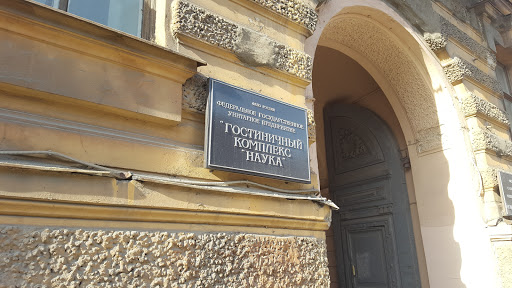 ФЕДЕРАЛЬНОЕ ГОСУДАРСТВЕННОЕ
УНИТАРНОЕ ПРЕДПРИЯТИЕ
"ГОСТИНИЧНЫЙ
КОМПЛЕКС
"НАУКА"